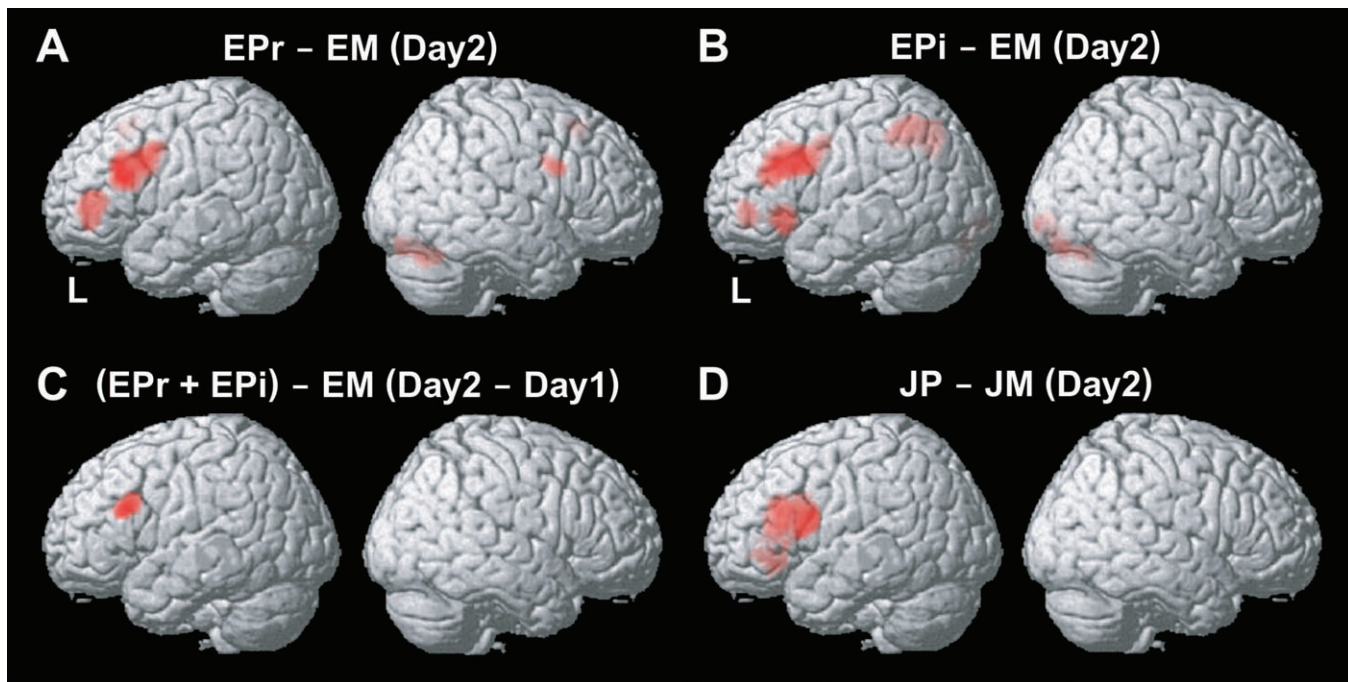 A EPr – EM (Day2)
B EPi – EM (Day2)
L
L
C (EPr + EPi) – EM (Day2 – Day1)
D JP – JM (Day2)